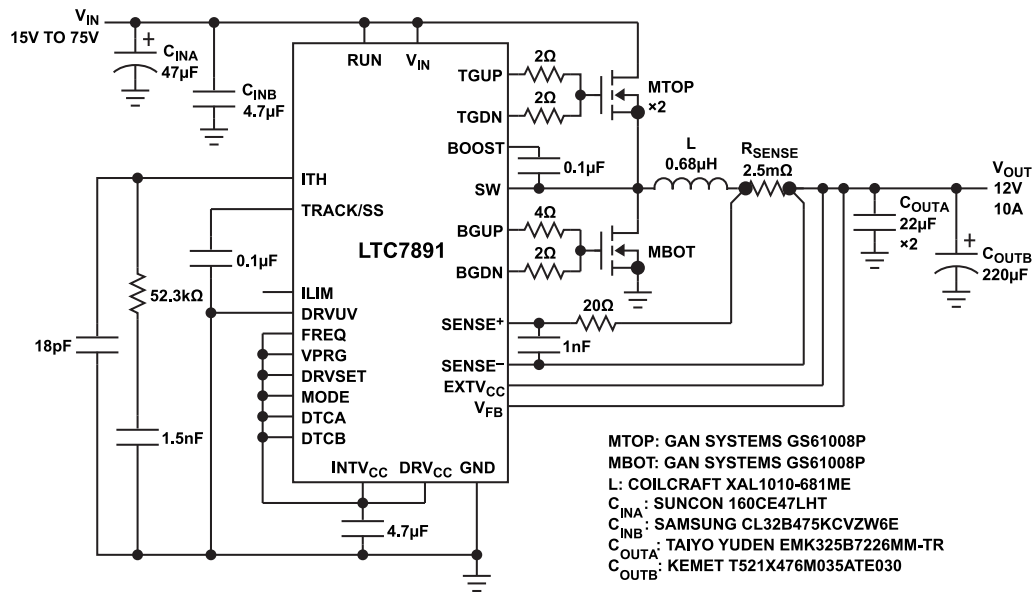 VIN
15V TO 75V
CINA
47µF
CINB
4.7µF
RUN
VIN
TGUP
2Ω
TGDN
2Ω
MTOP
×2
BOOST
0.1µF
SW
L
0.68µH
RSENSE
2.5mΩ
VOUT
12V
10A
COUTA
22µF
×2
COUTB
220µF
ITH
TRACK/SS
0.1µF
LTC7891
BGUP
4Ω
BGDN
2Ω
MBOT
52.3kΩ
18pF
1.5nF
ILIM
DRVUV
FREQ
VPRG
DRVSET
MODE
DTCA
DTCB
SENSE+
20Ω
1nF
SENSE–
EXTVCC
VFB
INTVCC
DRVCC
GND
4.7µF
MTOP: GAN SYSTEMS GS61008P
MBOT: GAN SYSTEMS GS61008P
L: COILCRAFT XAL1010-681ME
CINA: SUNCON 160CE47LHT
CINB: SAMSUNG CL32B475KCVZW6E
COUTA: TAIYO YUDEN EMK325B7226MM-TR
COUTB: KEMET T521X476M035ATE030